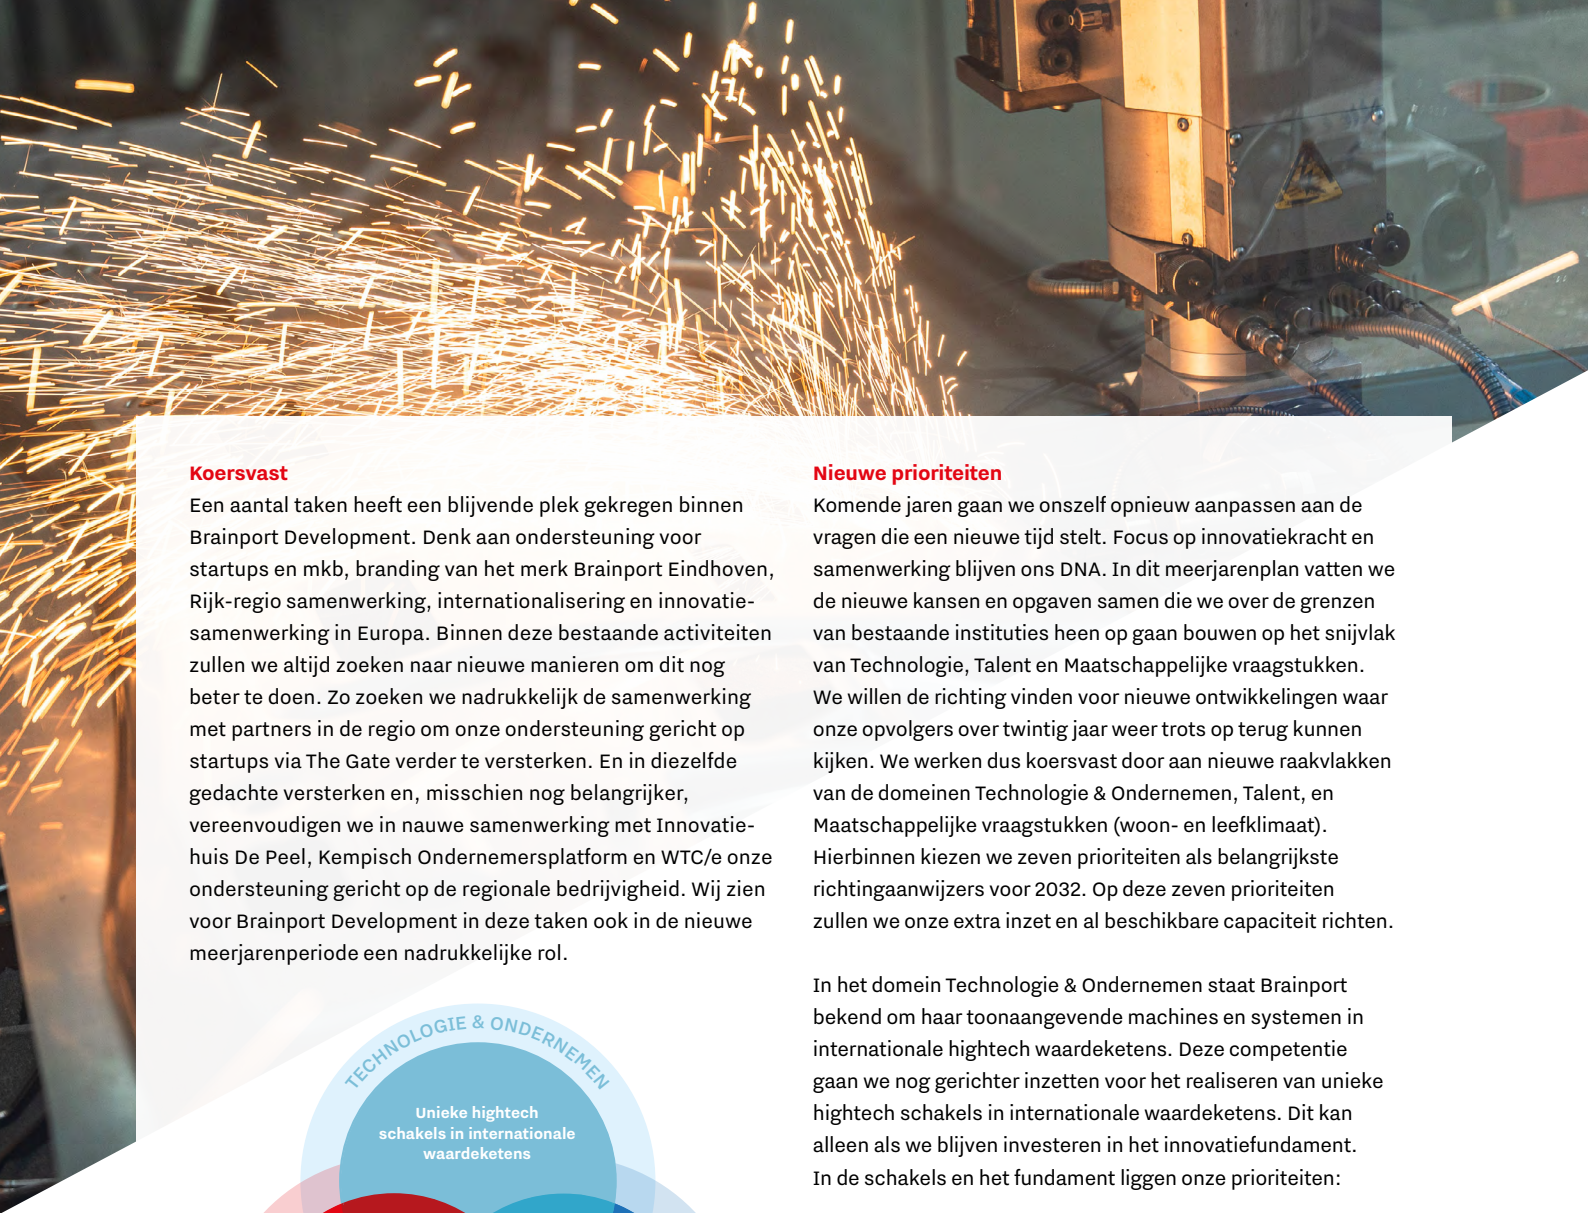 Koersvast
Een aantal taken heeft een blijvende plek gekregen binnen
Brainport Development. Denk aan ondersteuning voor
startups en mkb, branding van het merk Brainport Eindhoven,
Rijk-regio samenwerking, internationalisering en innovatie-
samenwerking in Europa. Binnen deze bestaande activiteiten
zullen we altijd zoeken naar nieuwe manieren om dit nog
beter te doen. Zo zoeken we nadrukkelijk de samenwerking
met partners in de regio om onze ondersteuning gericht op
startups via The Gate verder te versterken. En in diezelfde
gedachte versterken en, misschien nog belangrijker,
vereenvoudigen we in nauwe samenwerking met Innovatie-
huis De Peel, Kempisch Ondernemersplatform en WTC/e onze
ondersteuning gericht op de regionale bedrijvigheid. Wij zien
voor Brainport Development in deze taken ook in de nieuwe
meerjarenperiode een nadrukkelijke rol.
TECHNOLOGIE & ONDERNEMEN
Unieke hightech
schakels in internationale
waardeketens
Nieuwe prioriteiten
Komende jaren gaan we onszelf opnieuw aanpassen aan de
vragen die een nieuwe tijd stelt. Focus op innovatiekracht en
samenwerking blijven ons DNA. In dit meerjarenplan vatten we
de nieuwe kansen en opgaven samen die we over de grenzen
van bestaande instituties heen op gaan bouwen op het snijvlak
van Technologie, Talent en Maatschappelijke vraagstukken.
We willen de richting vinden voor nieuwe ontwikkelingen waar
onze opvolgers over twintig jaar weer trots op terug kunnen
kijken. We werken dus koersvast door aan nieuwe raakvlakken
van de domeinen Technologie & Ondernemen, Talent, en
Maatschappelijke vraagstukken (woon- en leefklimaat).
Hierbinnen kiezen we zeven prioriteiten als belangrijkste
richtingaanwijzers voor 2032. Op deze zeven prioriteiten
zullen we onze extra inzet en al beschikbare capaciteit richten.
In het domein Technologie & Ondernemen staat Brainport
bekend om haar toonaangevende machines en systemen in
internationale hightech waardeketens. Deze competentie
gaan we nog gerichter inzetten voor het realiseren van unieke
hightech schakels in internationale waardeketens. Dit kan
alleen als we blijven investeren in het innovatiefundament.
In de schakels en het fundament liggen onze prioriteiten: